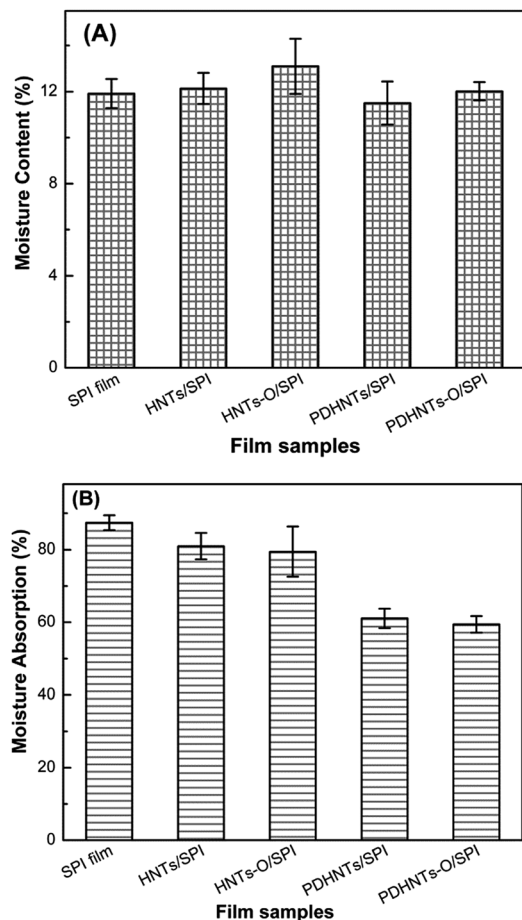 (A)
Moisture Content (%)
12
8
4
0
SPI film
HNTs/SPI
HNTs-O/SPI
PDHNTs/SPI
PDHNTs-O/SPI
Film samples
(B)
Moisture Absorption (%)
80
60
40
20
0
SPI film
HNTs/SPI
HNTs-O/SPI
PDHNTs/SPI
PDHNTs-O/SPI
Film samples